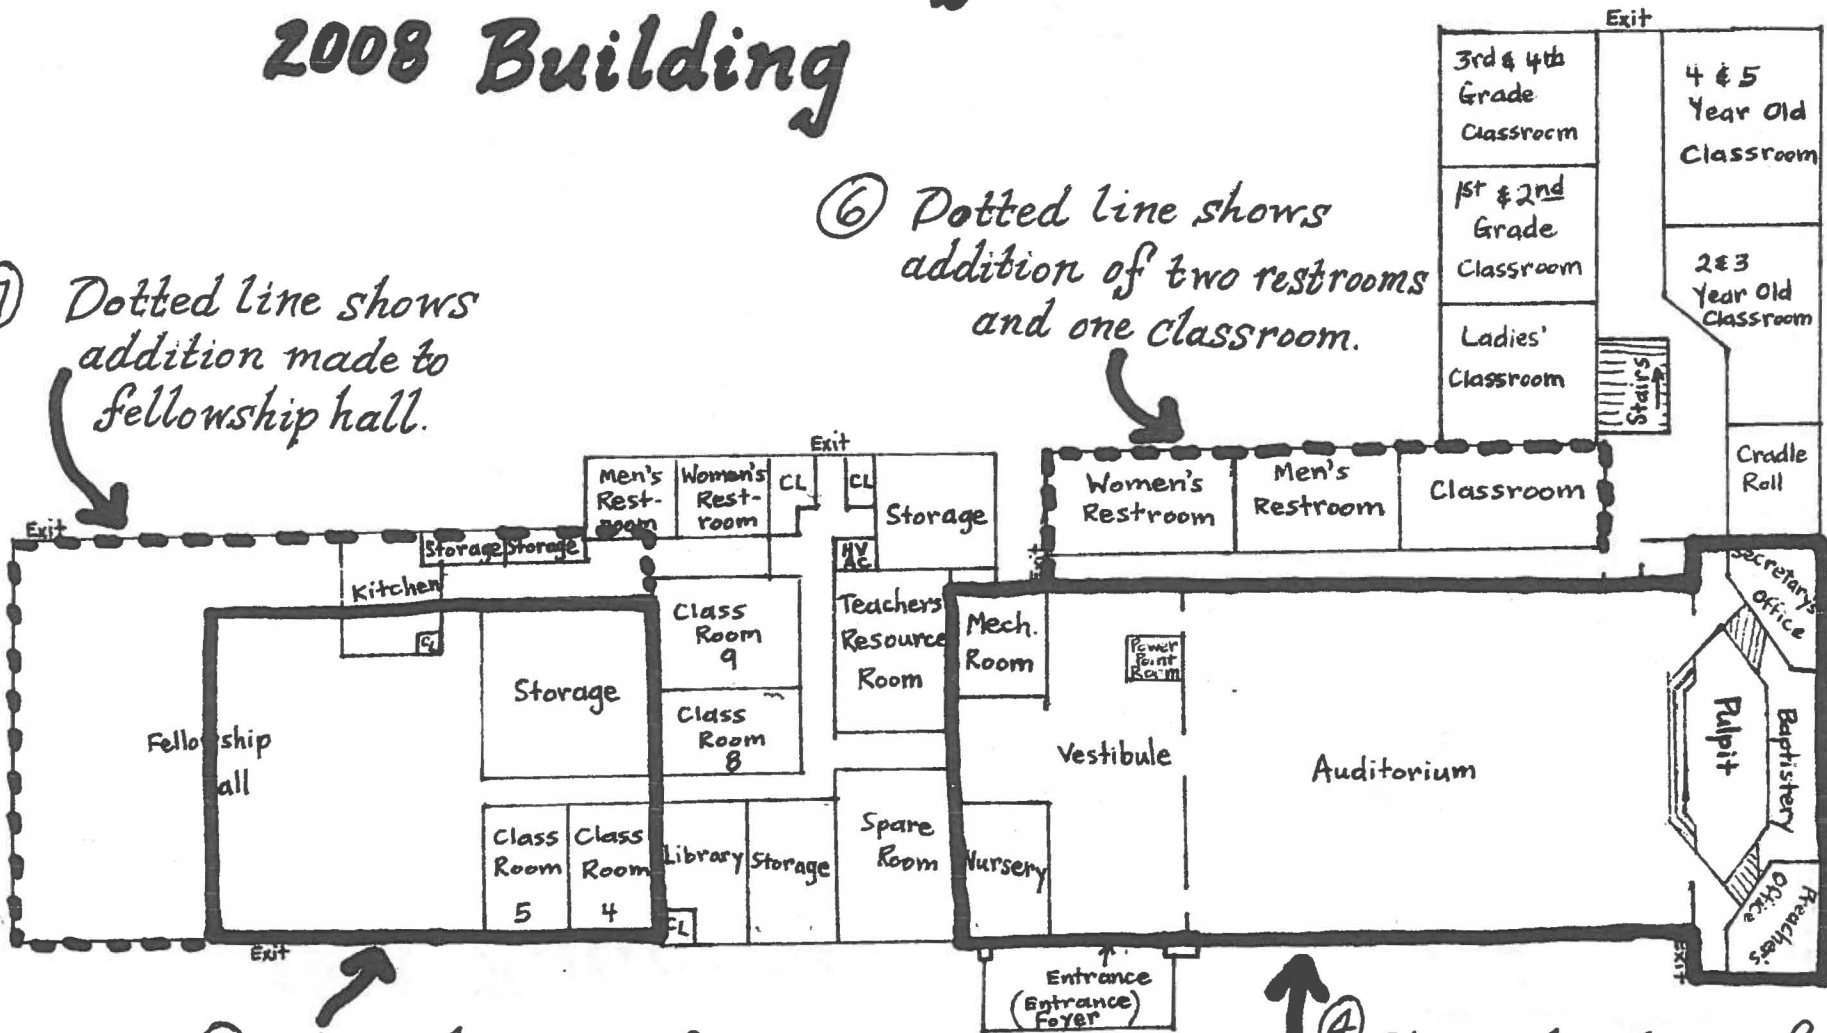 2008 Building
Exit
3rd & 4th
Grade
Classroom
4 & 5
Year Old
Classroom
1st & 2nd
Grade
Classroom
2 & 3
Year Old
Classroom
Ladies'
Classroom
Stairs
Cradle
Roll
⑥ Dotted line shows
addition of two restrooms
and one classroom.
Dotted line shows
addition made to
fellowship hall.
Exit
Men's
Rest-
room
Women's
Rest-
room
CL
CL
Storage
Women's
Restroom
Men's
Restroom
Classroom
Exit
Storage
Storage
Kitchen
CL
HV
AC
Exit
Class
Room
9
Teachers
Resource
Room
Mech.
Room
Power
Point
Room
Secretary's
Office
Storage
Class
Room
8
Fellowship
all
Vestibule
Auditorium
Pulpit
Baptistery
Class
Room
5
Class
Room
4
Library
Storage
Spare
Room
Nursery
CL
Preacher's
Office
Exit
Exit
Entrance
(Entrance
Foyer)
④